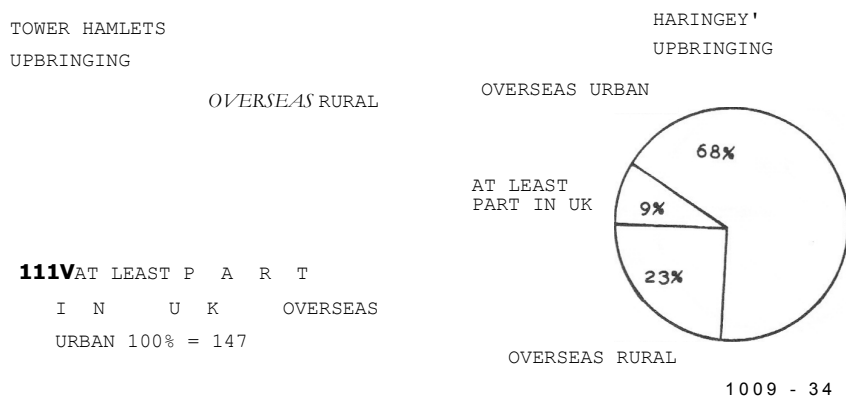 TOWER HAMLETS
UPBRINGING
OVERSEAS RURAL
111VAT LEAST P A R T
I N U K OVERSEAS
URBAN 100% = 147
HARINGEY'
UPBRINGING
OVERSEAS URBAN
68%
AT LEAST
PART IN UK
9%
23%
OVERSEAS RURAL
1009 - 34